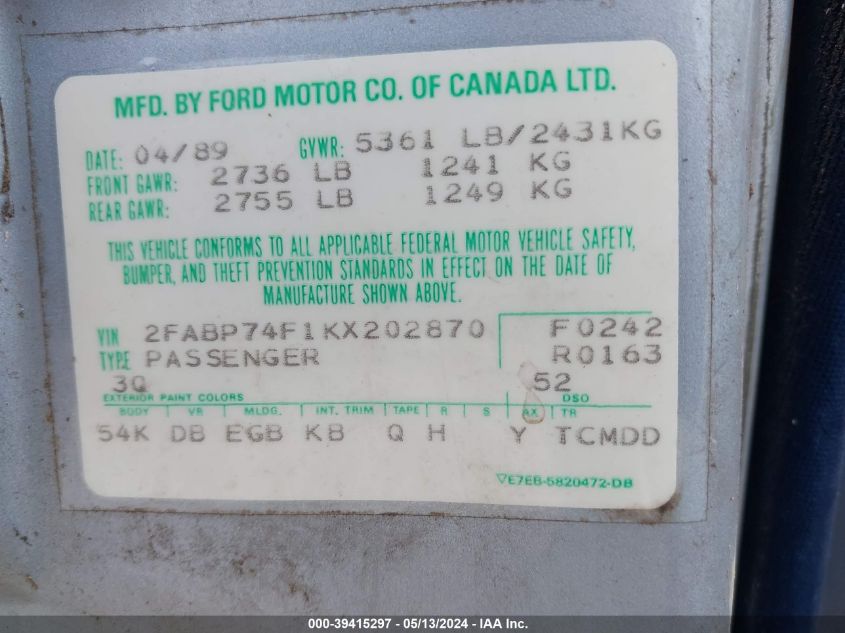 MFD. BY FORD MOTOR CO. OF CANADA LTD.
DATE: 04/89 GVWR: 5361 LB/2431KG
FRONT GAWR: 2736 LB 1241 KG
REAR GAWR: 2755 LB 1249 KG
THIS VEHICLE CONFORMS TO ALL APPLICABLE FEDERAL MOTOR VEHICLE SAFETY,
BUMPER, AND THEFT PREVENTION STANDARDS IN EFFECT ON THE DATE OF
MANUFACTURE SHOWN ABOVE.
VIN 2FABP74F1KX202870 F0242
TYPE PASSENGER R0163
3Q 52
EXTERIOR PAINT COLORS DSO
BODY VR MLDG. INT. TRIM TAPE R S AX TR
54K DB EGB KB Q H Y TCMDD
▽E7EB-5820472-DB
000-39415297 - 05/13/2024 - IAA Inc.